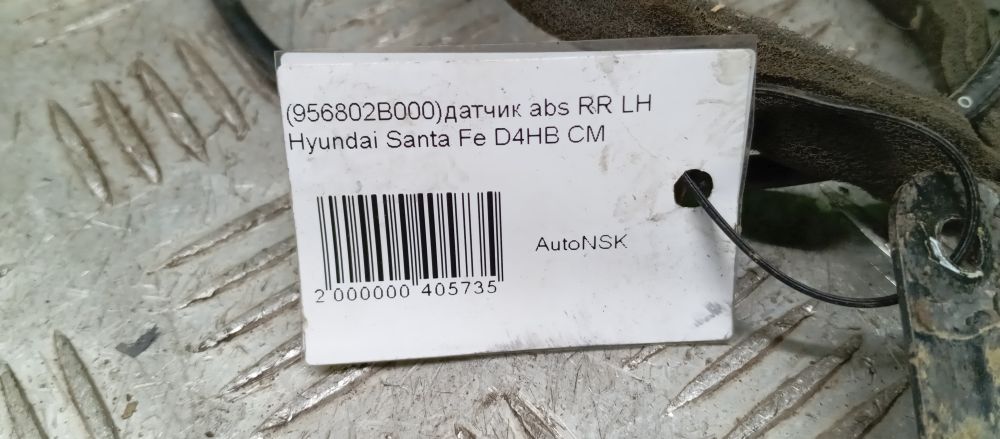 (956802B000)датчик abs RR LH
Hyundai Santa Fe D4HB CM
AutoNSK
2 000000 405735